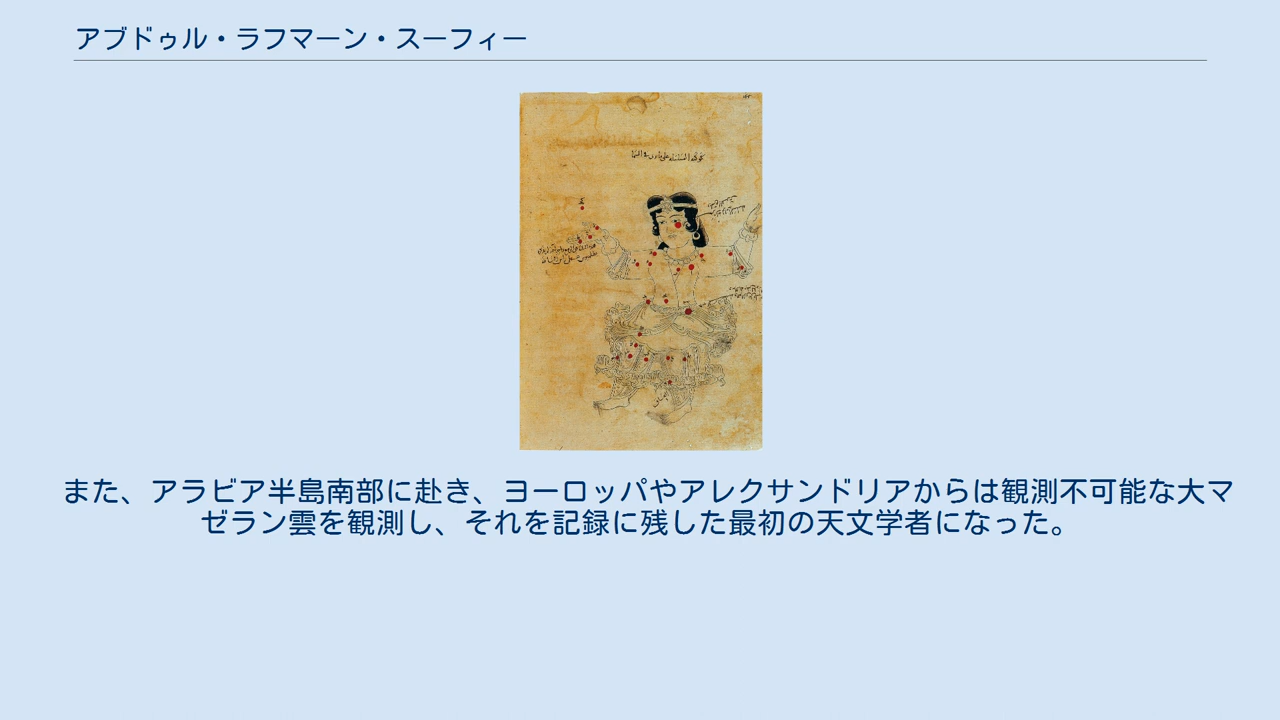 アブドゥル・ラフマーン・スーフィー
また、アラビア半島南部に赴き、ヨーロッパやアレクサンドリアからは観測不可能な大マ
ゼラン雲を観測し、それを記録に残した最初の天文学者になった。